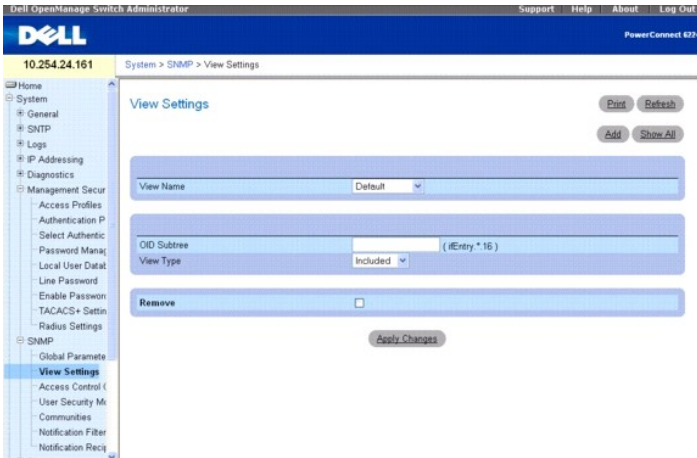 Dell OpenManage Switch Administrator
Support Help About Log Out
DELL
PowerConnect 622
10.254.24.161
System > SNMP > View Settings
Home
System
General
SNTP
Logs
IP Addressing
Diagnostics
Management Secur
Access Profiles
Authentication P
Select Authentic
Password Manag
Local User Datab
Line Password
Enable Passwor
TACACS+ Settin
Radius Settings
SNMP
Global Paramete
View Settings
Access Control
User Security Mo
Communities
Notification Filter
Notification Recip
View Settings
Print Refresh
Add Show All
View Name Default
OID Subtree ( ifEntry.*.16 )
View Type Included
Remove
Apply Changes